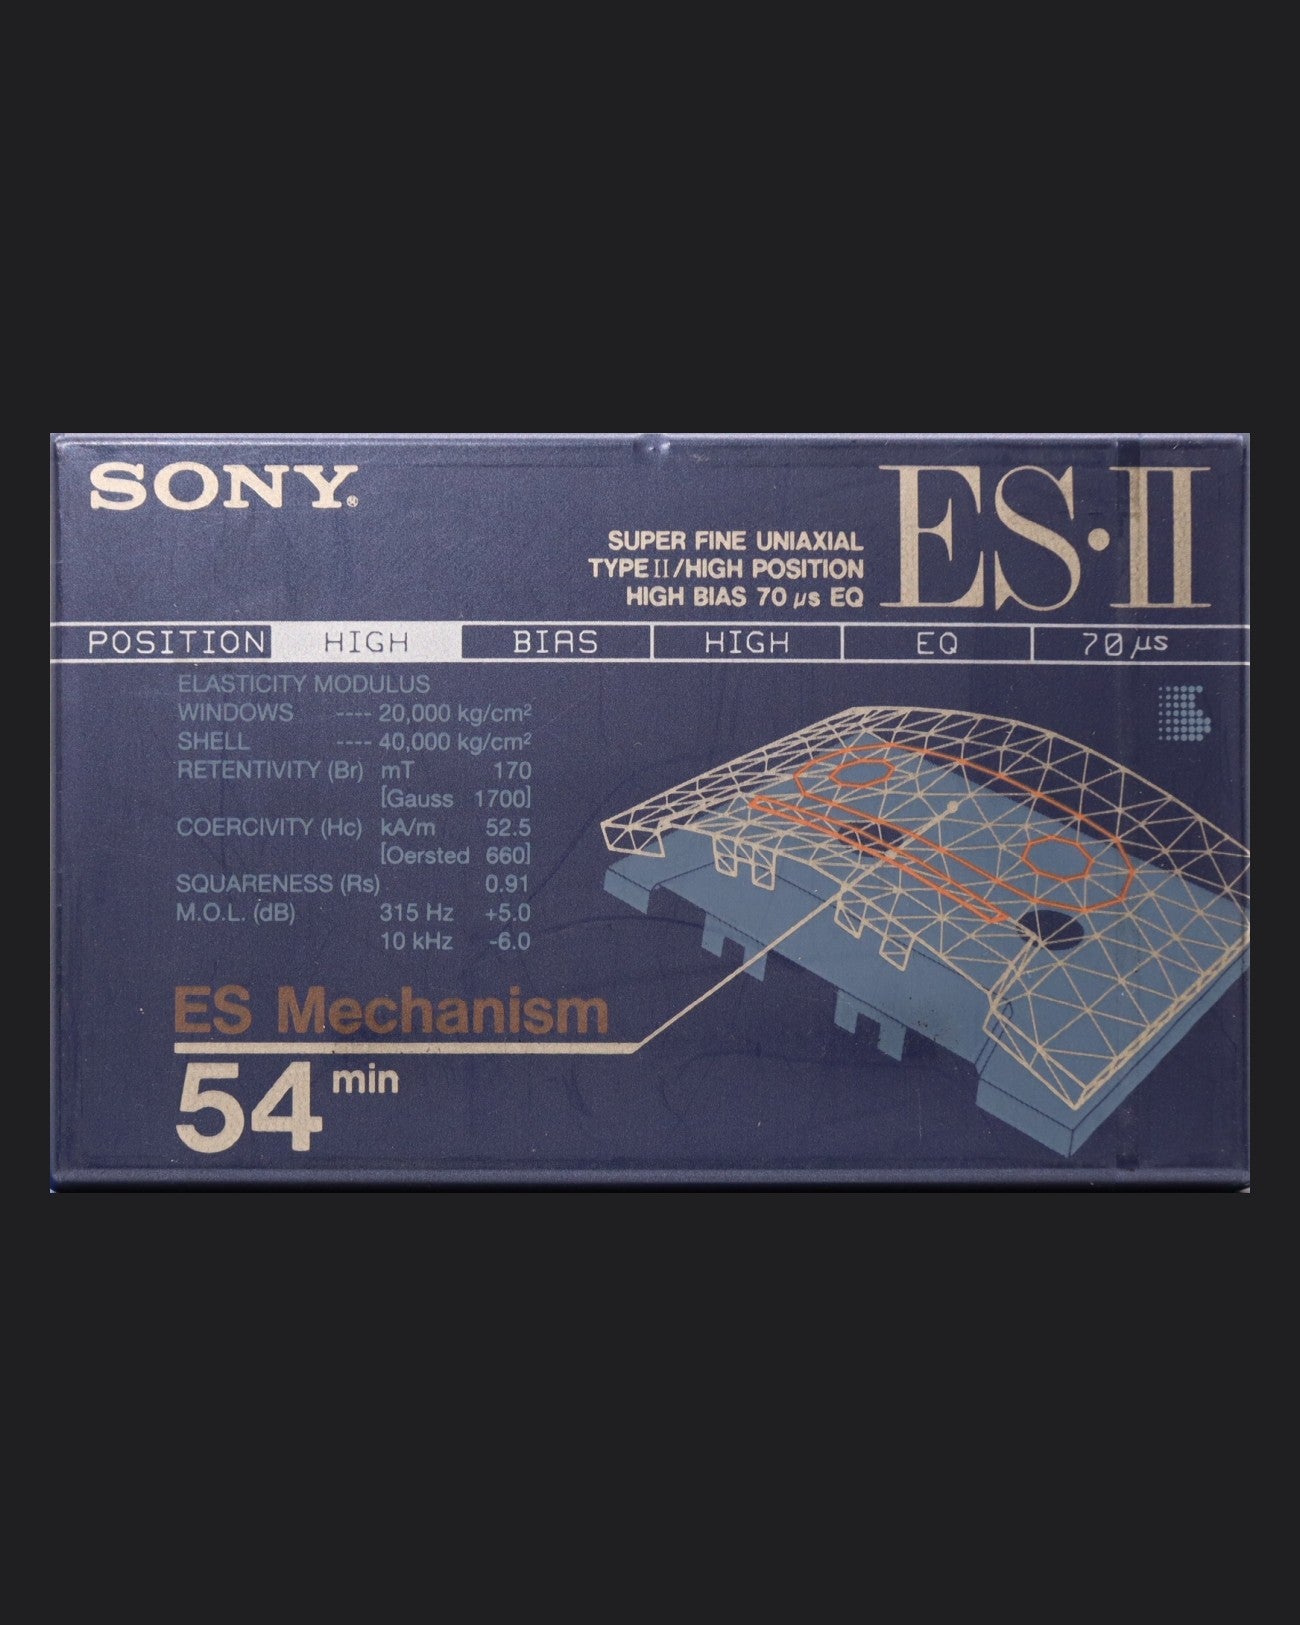 SONY®
ES·II
SUPER FINE UNIAXIAL
TYPE II/HIGH POSITION
HIGH BIAS 70 µs EQ
POSITION HIGH BIAS HIGH EQ 70 µs
ELASTICITY MODULUS
WINDOWS ---- 20,000 kg/cm²
SHELL ---- 40,000 kg/cm²
RETENTIVITY (Br) mT 170
[Gauss 1700]
COERCIVITY (Hc) kA/m 52.5
[Oersted 660]
SQUARENESS (Rs) 0.91
M.O.L. (dB) 315 Hz +5.0
10 kHz -6.0
ES Mechanism
54 min